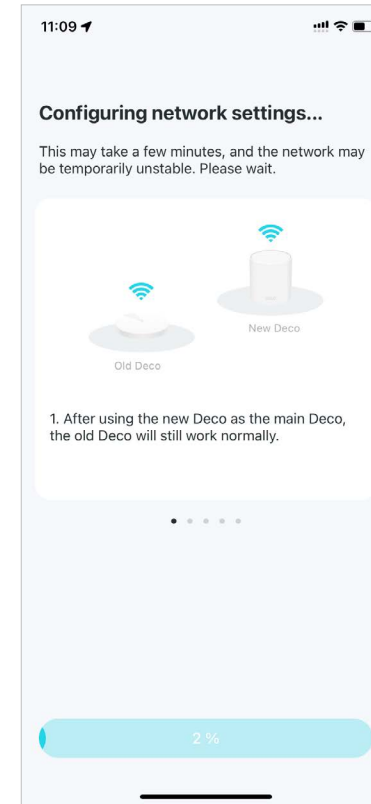 11:09
Configuring network settings...
This may take a few minutes, and the network may
be temporarily unstable. Please wait.
New Deco
Old Deco
1. After using the new Deco as the main Deco,
the old Deco will still work normally.
2 %